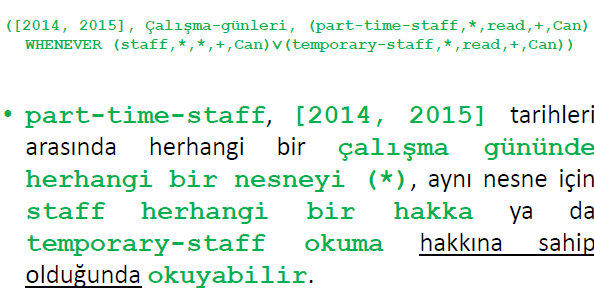 ([2014, 2015], Çalışma-günleri, (part-time-staff,*,read,+,Can)
WHENEVER (staff,*,*,+,Can)∨(temporary-staff,*,read,+,Can))
• part-time-staff, [2014, 2015] tarihleri
arasında herhangi bir çalışma gününde
herhangi bir nesneyi (*), aynı nesne için
staff herhangi bir hakka ya da
temporary-staff okuma hakkına sahip
olduğunda okuyabilir.